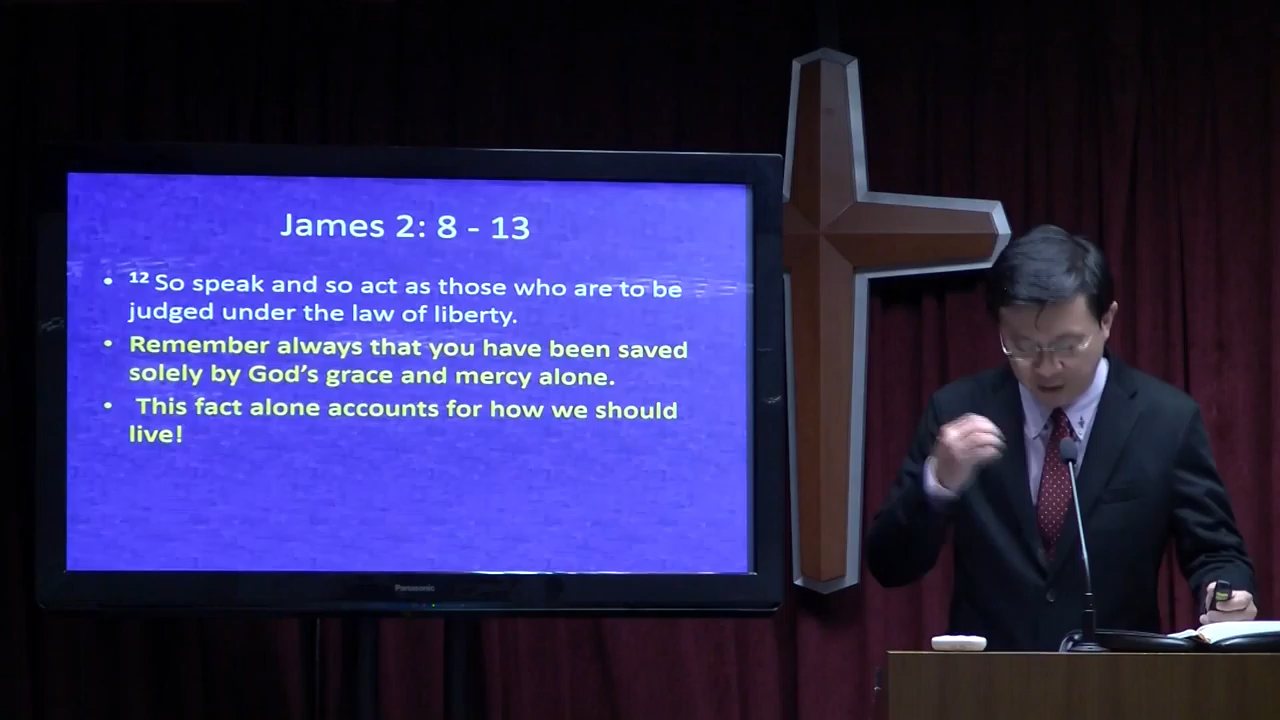 James 2: 8 - 13
• ¹² So speak and so act as those who are to be
judged under the law of liberty.
• Remember always that you have been saved
solely by God's grace and mercy alone.
• This fact alone accounts for how we should
live!
Panasonic